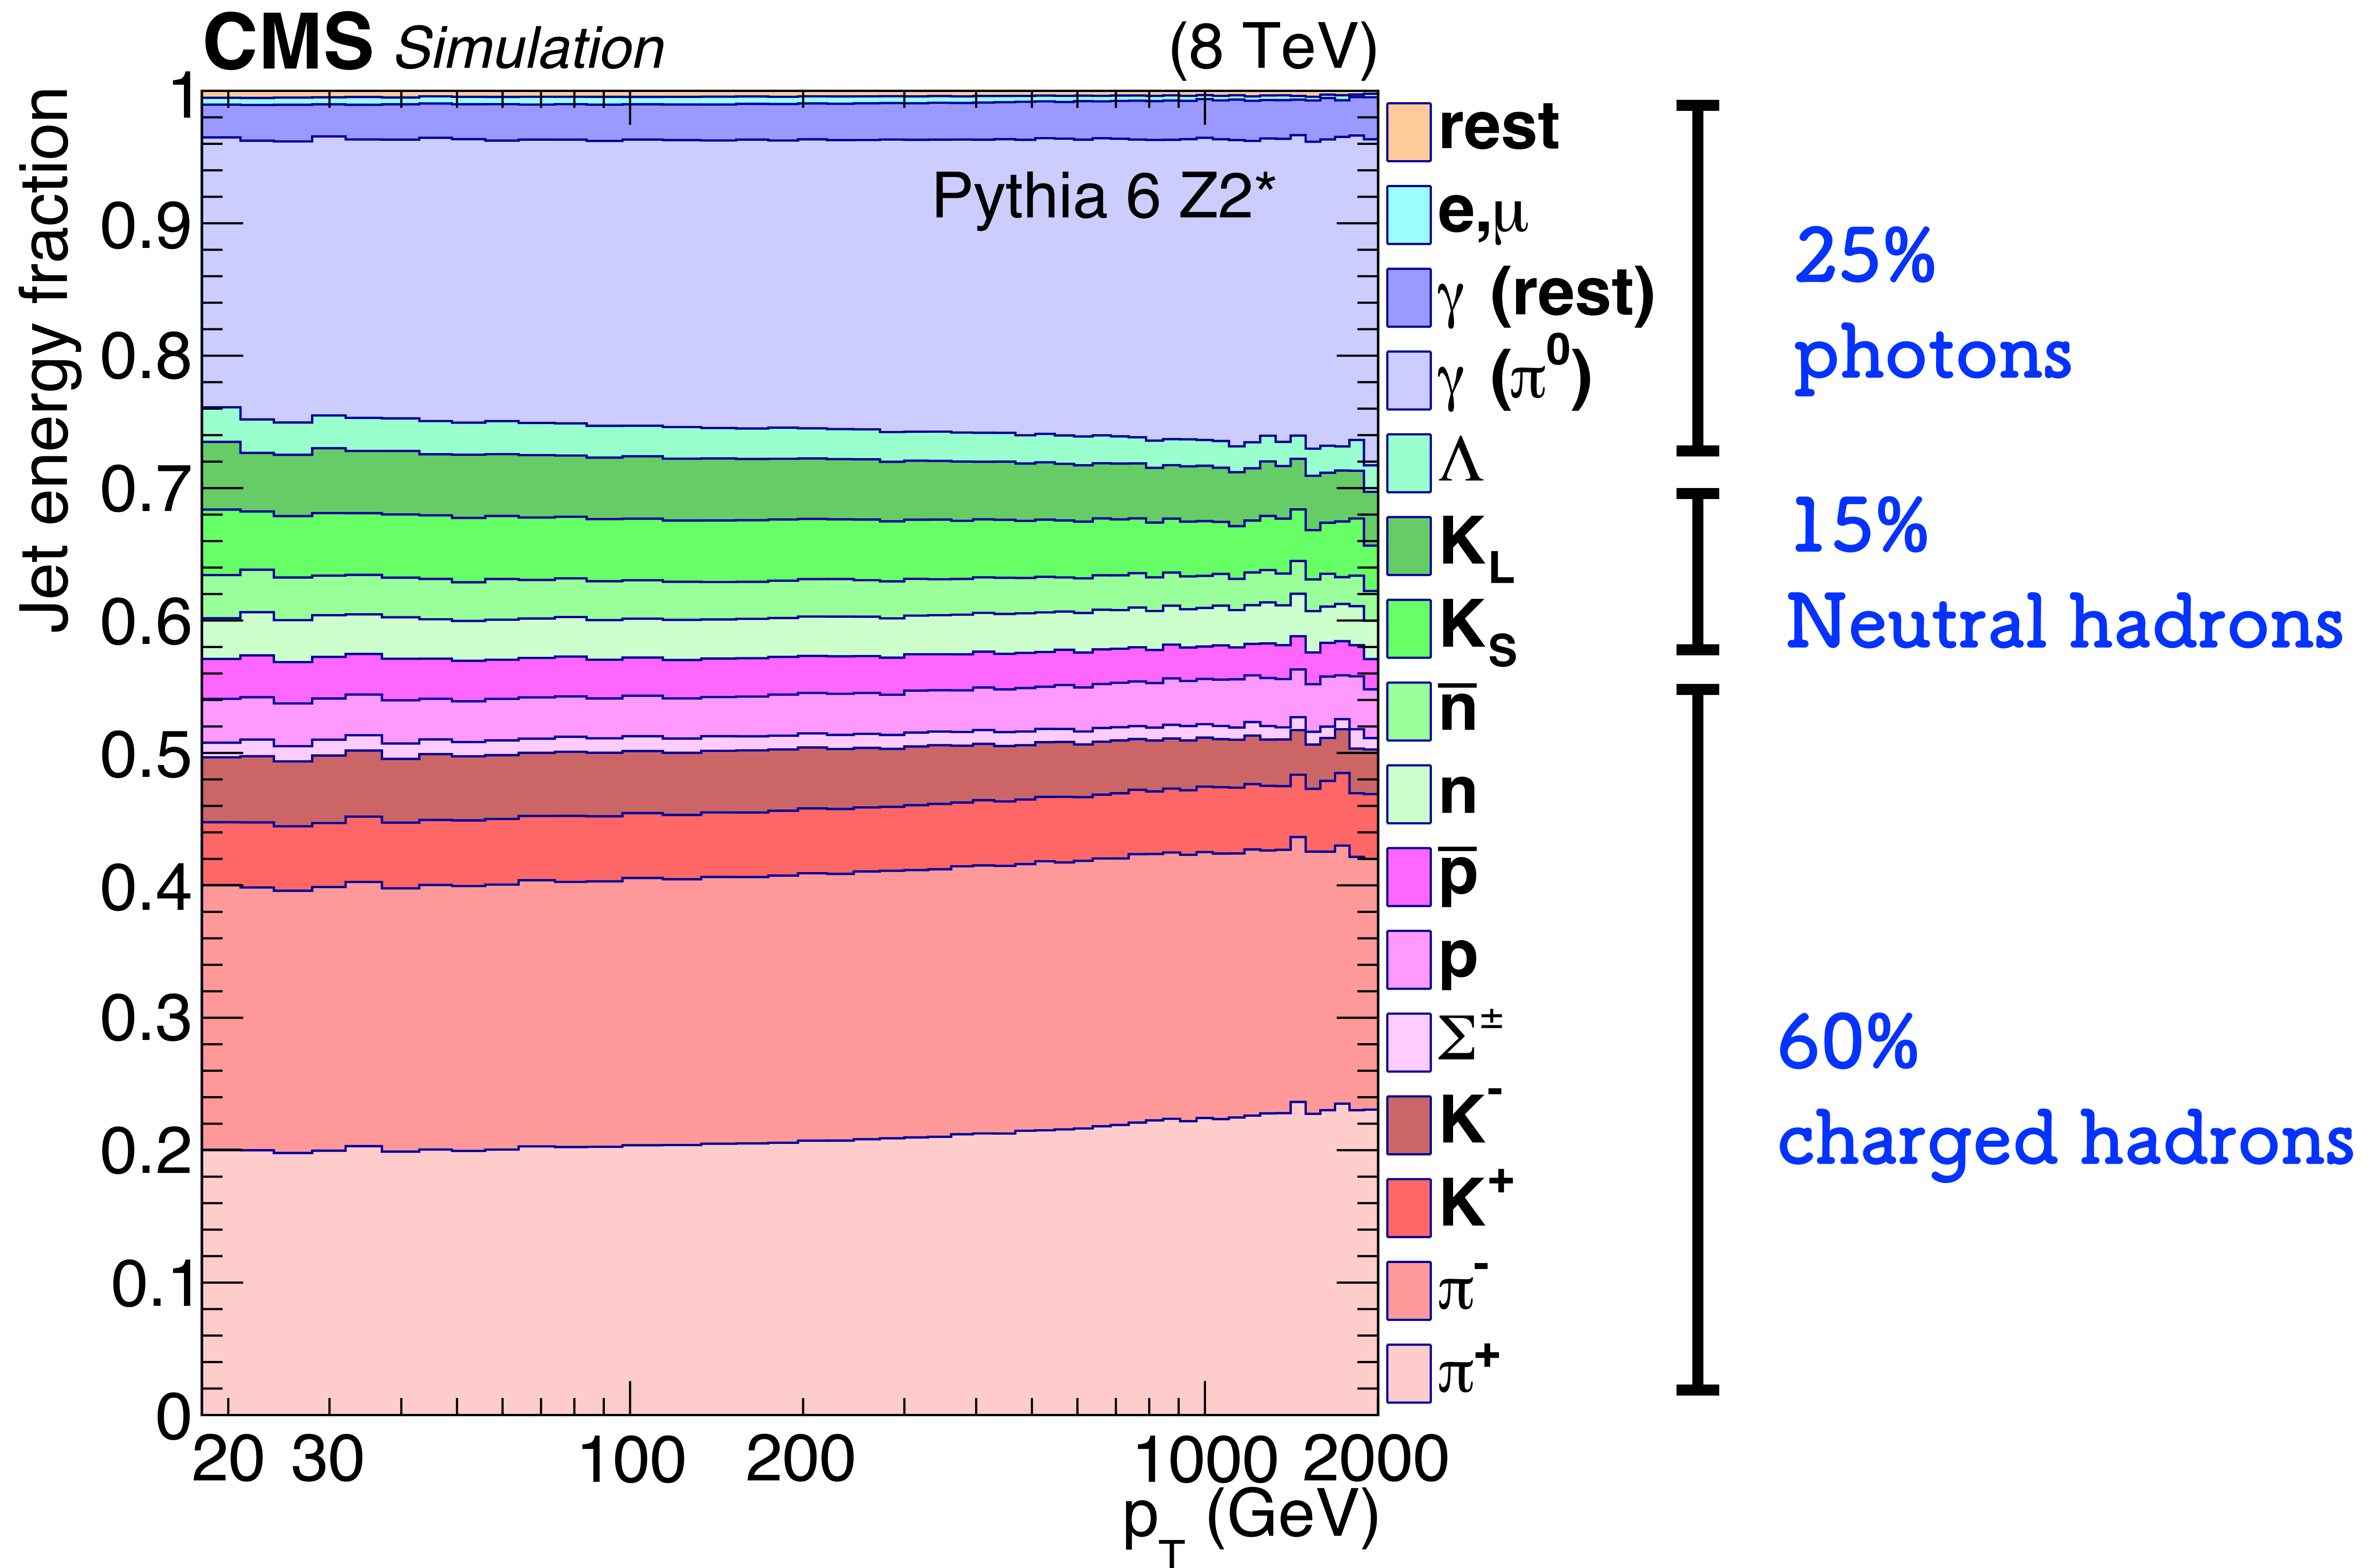 CMS Simulation (8 TeV)
Jet energy fraction
1
0.9
0.8
0.7
0.6
0.5
0.4
0.3
0.2
0.1
0
Pythia 6 Z2*
20 30 100 200 1000 2000
p_T (GeV)
rest
e,μ
γ (rest)
γ (π⁰)
Λ
K_L
K_S
n̅
n
p̅
p
Σ±
K⁻
K⁺
π⁻
π⁺
25%
photons
15%
Neutral hadrons
60%
charged hadrons